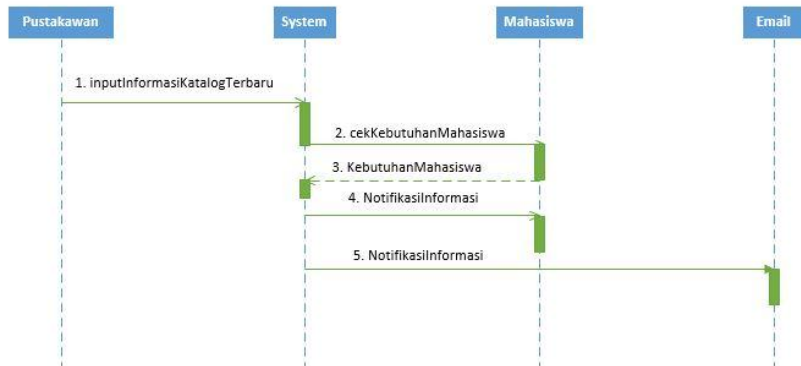 Pustakawan
System
Mahasiswa
Email
1. inputInformasiKatalogTerbaru
2. cekKebutuhanMahasiswa
3. KebutuhanMahasiswa
4. NotifikasiInformasi
5. NotifikasiInformasi